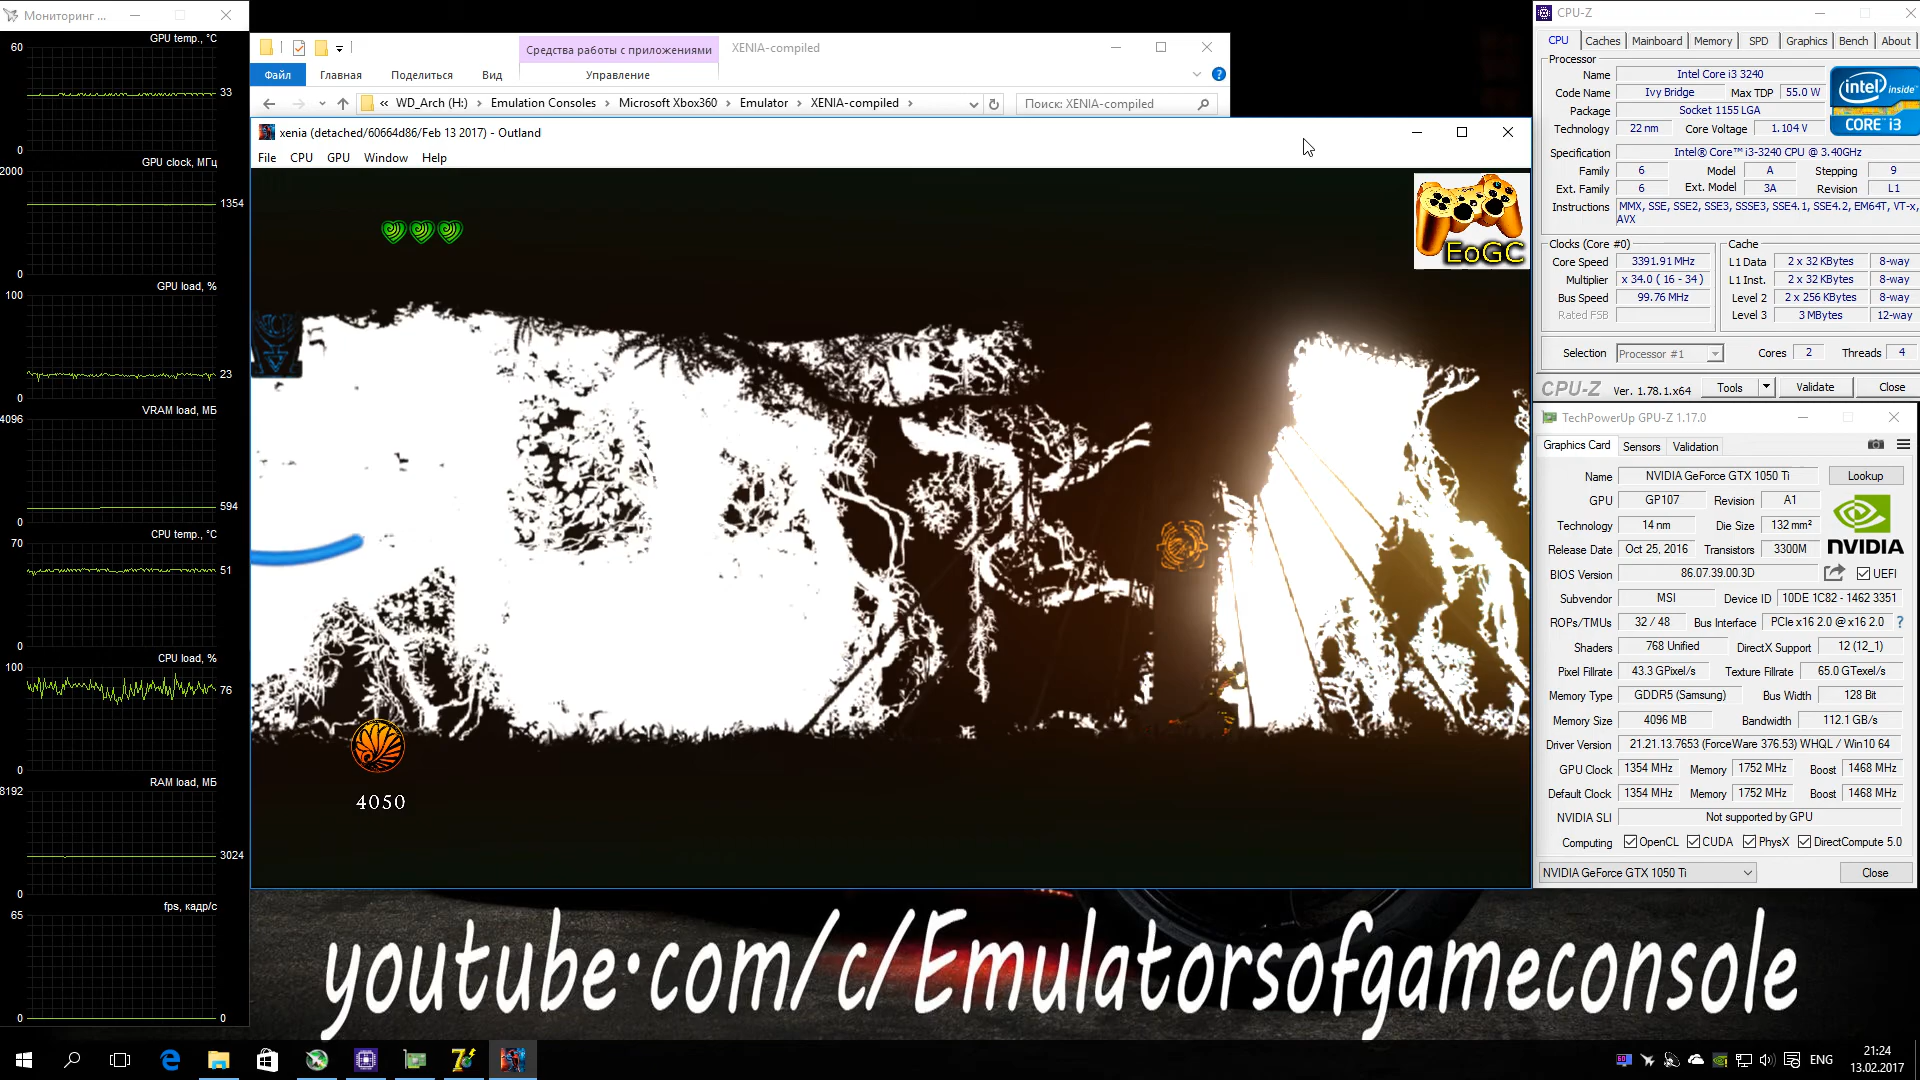 Мониторинг ...
GPU temp., °C
60
33
0
GPU clock, МГц
2000
1354
0
GPU load, %
100
23
0
VRAM load, МБ
4096
594
0
CPU temp., °C
70
51
0
CPU load, %
100
76
0
RAM load, МБ
8192
3024
0
fps, кадр/с
65
0
0
Средства работы с приложениями
XENIA-compiled
Файл
Главная
Поделиться
Вид
Управление
« WD_Arch (H:) › Emulation Consoles › Microsoft Xbox360 › Emulator › XENIA-compiled ›
Поиск: XENIA-compiled
xenia (detached/60664d86/Feb 13 2017) - Outland
File CPU GPU Window Help
EoGC
4050
CPU-Z
CPU Caches Mainboard Memory SPD Graphics Bench About
Processor
Name Intel Core i3 3240
Code Name Ivy Bridge Max TDP 55.0 W
Package Socket 1155 LGA
Technology 22 nm Core Voltage 1.104 V
intel inside
CORE i3
Specification Intel® Core™ i3-3240 CPU @ 3.40GHz
Family 6 Model A Stepping 9
Ext. Family 6 Ext. Model 3A Revision L1
Instructions MMX, SSE, SSE2, SSE3, SSSE3, SSE4.1, SSE4.2, EM64T, VT-x,
AVX
Clocks (Core #0)
Core Speed 3391.91 MHz
Multiplier x 34.0 ( 16 - 34 )
Bus Speed 99.76 MHz
Rated FSB
Cache
L1 Data 2 x 32 KBytes 8-way
L1 Inst. 2 x 32 KBytes 8-way
Level 2 2 x 256 KBytes 8-way
Level 3 3 MBytes 12-way
Selection Processor #1 Cores 2 Threads 4
CPU-Z Ver. 1.78.1.x64 Tools Validate Close
TechPowerUp GPU-Z 1.17.0
Graphics Card Sensors Validation
Name NVIDIA GeForce GTX 1050 Ti Lookup
GPU GP107 Revision A1
Technology 14 nm Die Size 132 mm²
Release Date Oct 25, 2016 Transistors 3300M
NVIDIA
BIOS Version 86.07.39.00.3D UEFI
Subvendor MSI Device ID 10DE 1C82 - 1462 3351
ROPs/TMUs 32 / 48 Bus Interface PCIe x16 2.0 @ x16 2.0 ?
Shaders 768 Unified DirectX Support 12 (12_1)
Pixel Fillrate 43.3 GPixel/s Texture Fillrate 65.0 GTexel/s
Memory Type GDDR5 (Samsung) Bus Width 128 Bit
Memory Size 4096 MB Bandwidth 112.1 GB/s
Driver Version 21.21.13.7653 (ForceWare 376.53) WHQL / Win10 64
GPU Clock 1354 MHz Memory 1752 MHz Boost 1468 MHz
Default Clock 1354 MHz Memory 1752 MHz Boost 1468 MHz
NVIDIA SLI Not supported by GPU
Computing OpenCL CUDA PhysX DirectCompute 5.0
NVIDIA GeForce GTX 1050 Ti Close
youtube.com/c/Emulatorsofgameconsole
ENG
21:24
13.02.2017